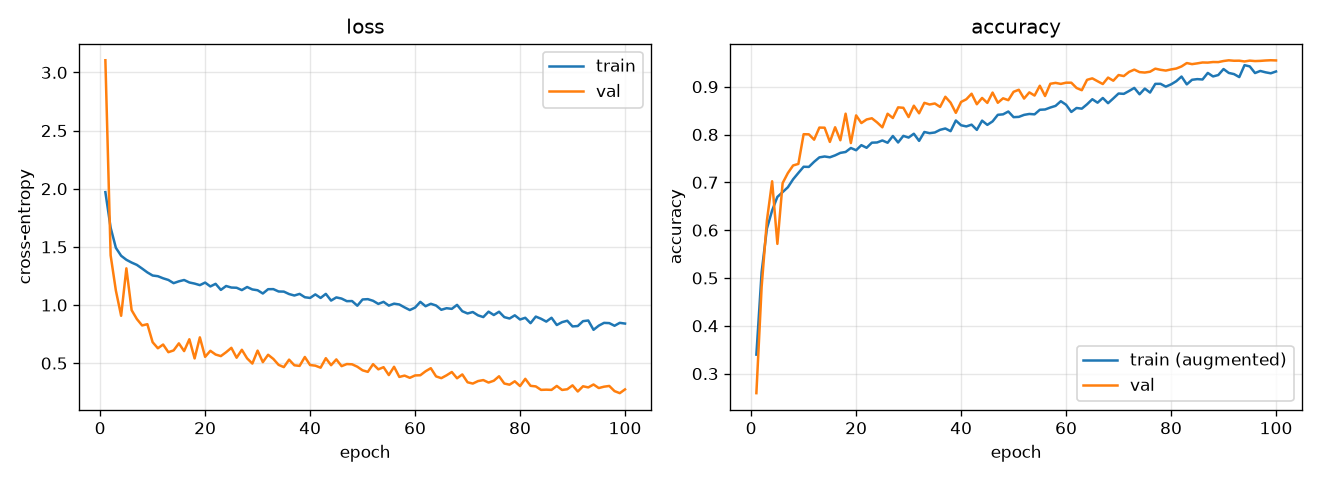 loss
cross-entropy
3.0
2.5
2.0
1.5
1.0
0.5
0 20 40 60 80 100
epoch
train
val
accuracy
accuracy
0.9
0.8
0.7
0.6
0.5
0.4
0.3
0 20 40 60 80 100
epoch
train (augmented)
val